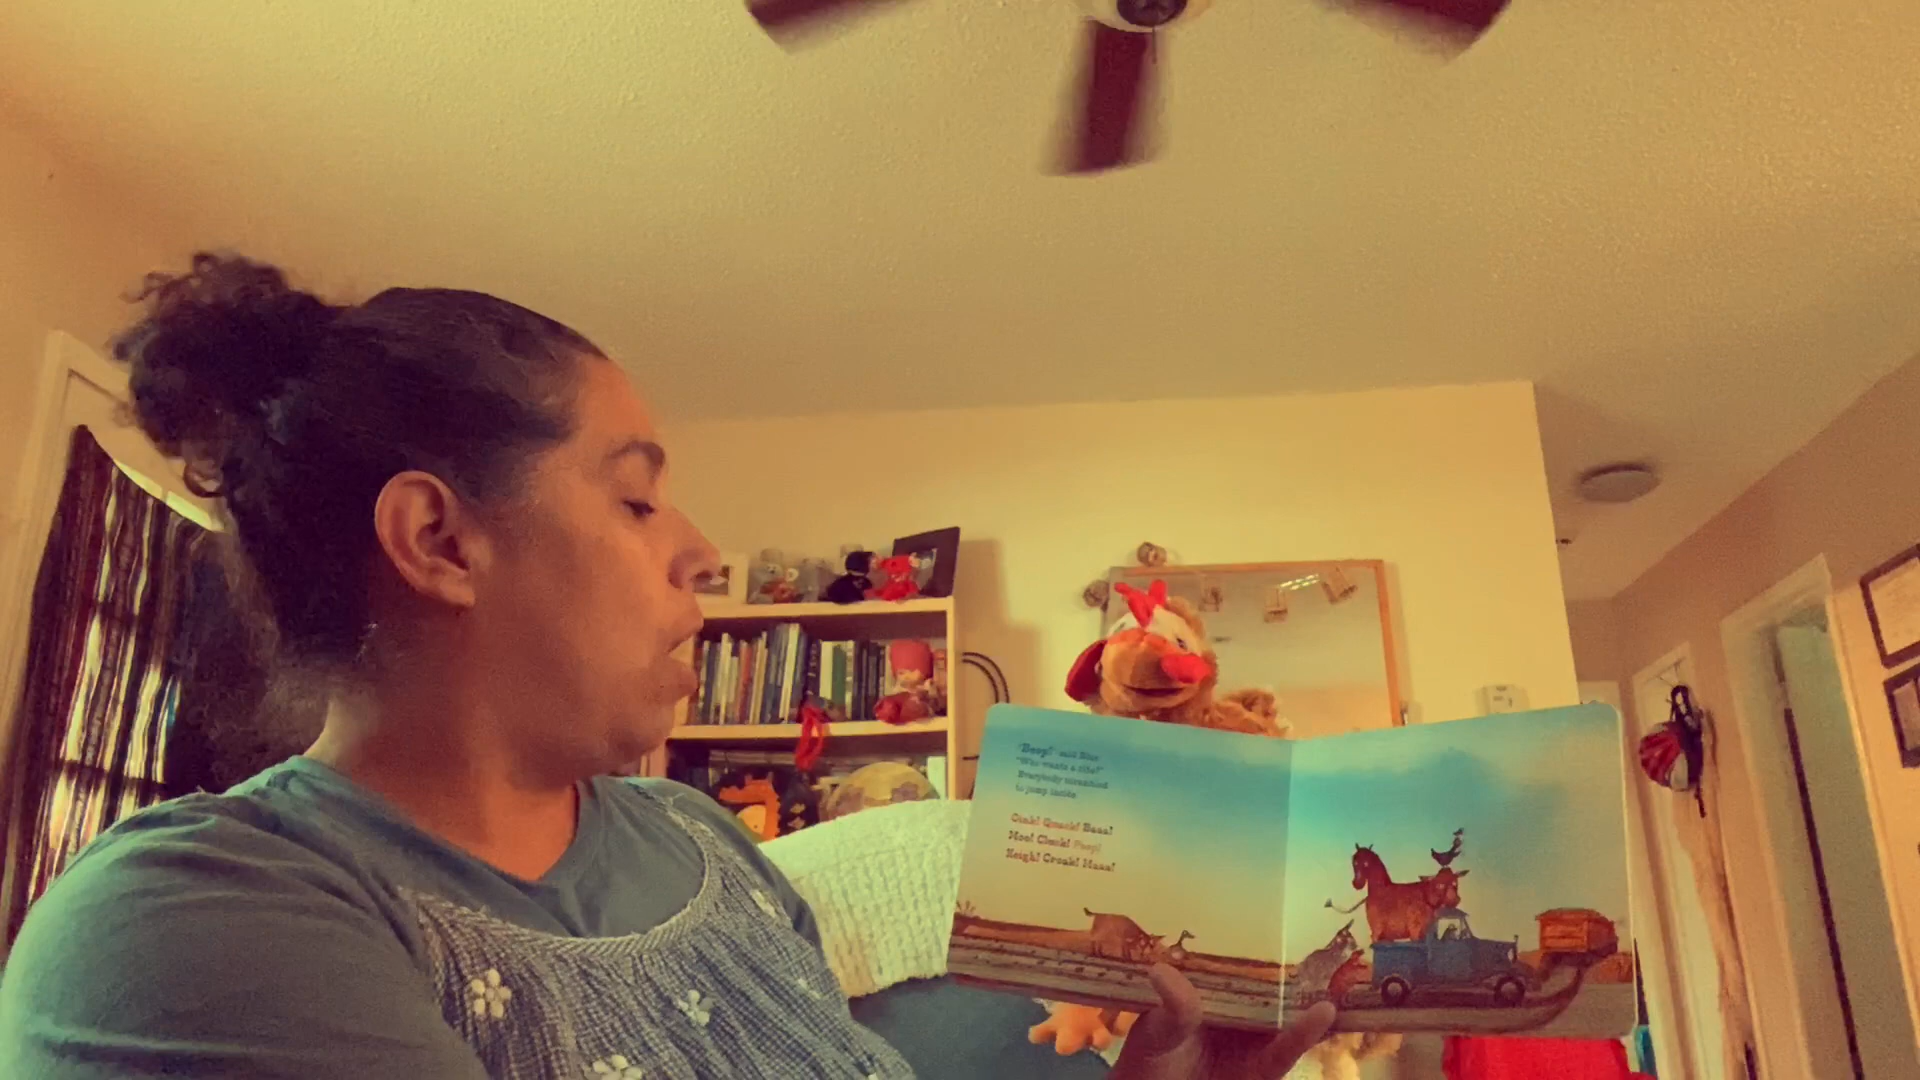 "Beep!" said Blue
"Who wants a ride?"
Everybody scrambled
to jump inside.
Oink! Quack! Baaa!
Moo! Cluck! Peep!
Neigh! Croak! Maaa!